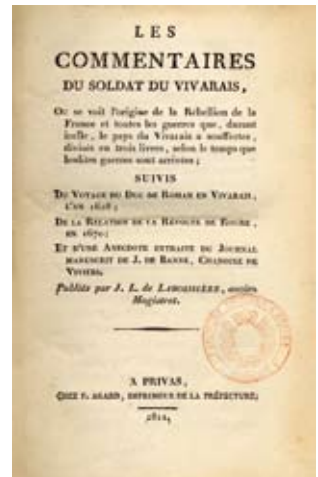 LES
COMMENTAIRES
DU SOLDAT DU VIVARAIS,
Où se voit l'origine de la Rébellion de la
France et toutes les guerres que, durant
icelle, le pays du Vivarais a souffertes,
divisés en trois livres, selon le temps que
lesdites guerres sont arrivées ;
SUIVIS
DU VOYAGE DU DUC DE ROHAN EN VIVARAIS,
L'AN 1628 ;
DE LA RELATION DE LA RÉVOLTE DE ROURE,
EN 1670 ;
ET D'UNE ANECDOTE EXTRAITE DU JOURNAL
MANUSCRIT DE J. DE BANNE, CHANOINE DE
VIVIERS.
Publiés par J. L. de LABOISSIÈRE, ancien
Magistrat.
A PRIVAS,
CHEZ F. AGARD, IMPRIMEUR DE LA PRÉFECTURE;